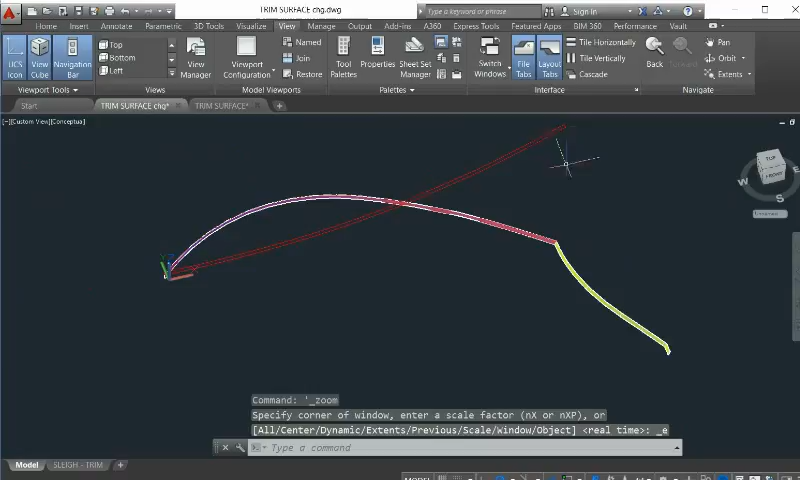 TRIM SURFACE chg.dwg
Type a keyword or phrase
Sign In
Home Insert Annotate Parametric 3D Tools Visualize View Manage Output Add-ins A360 Express Tools Featured Apps BIM 360 Performance Vault
UCS Icon
View Cube
Navigation Bar
Top
Bottom
Left
View Manager
Viewport Configuration
Named
Join
Restore
Tool Palettes
Properties
Sheet Set Manager
Switch Windows
File Tabs
Layout Tabs
Tile Horizontally
Tile Vertically
Cascade
Back
Forward
Pan
Orbit
Extents
Viewport Tools Views Model Viewports Palettes Interface Navigate
Start TRIM SURFACE chg* TRIM SURFACE*
[−][Custom View][Conceptual]
TOP
FRONT
W
S
E
Command: '_zoom
Specify corner of window, enter a scale factor (nX or nXP), or
[All/Center/Dynamic/Extents/Previous/Scale/Window/Object] <real time>: _e
Type a command
Model SLEIGH - TRIM
MODEL